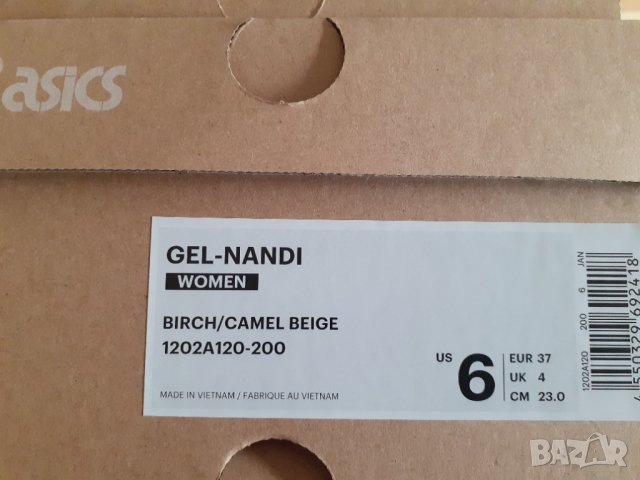 asics
GEL-NANDI
WOMEN
BIRCH/CAMEL BEIGE
1202A120-200
MADE IN VIETNAM / FABRIQUE AU VIETNAM
US 6
EUR 37
UK 4
CM 23.0
1202A120 200 6 JAN
4550329692418
BAZAR